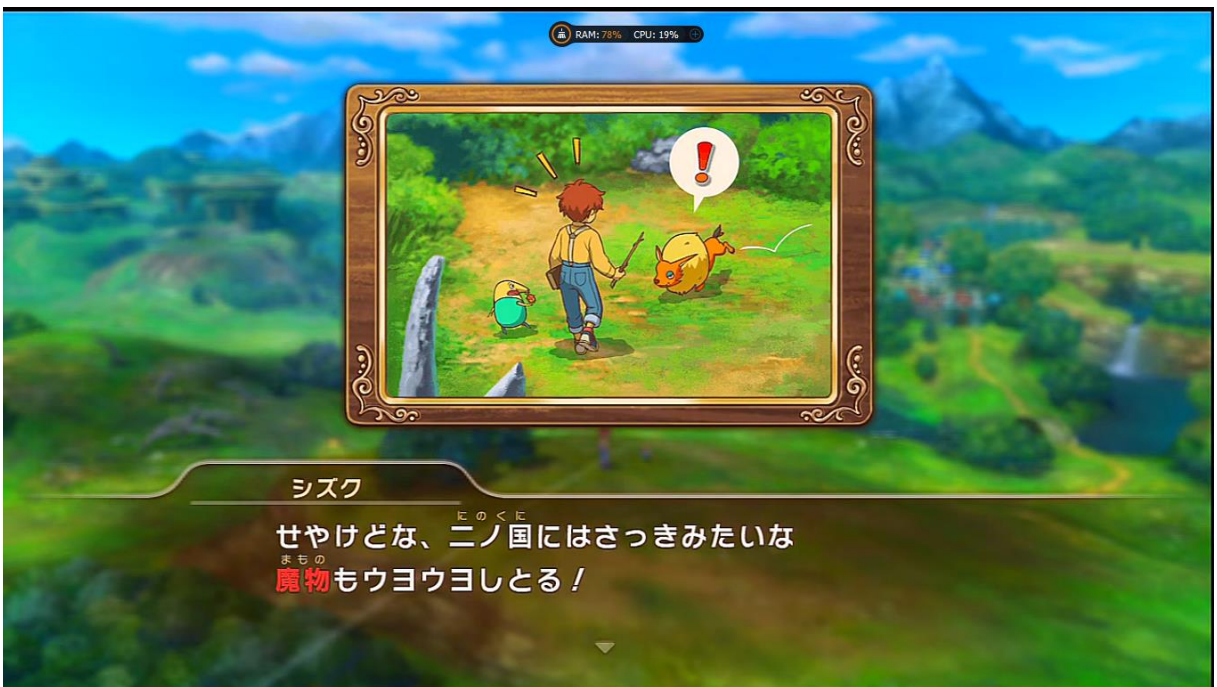 RAM: 78% CPU: 19%
シズク
せやけどな、二ノ国にはさっきみたいな
にのくに
魔物もウヨウヨしとる!
まもの